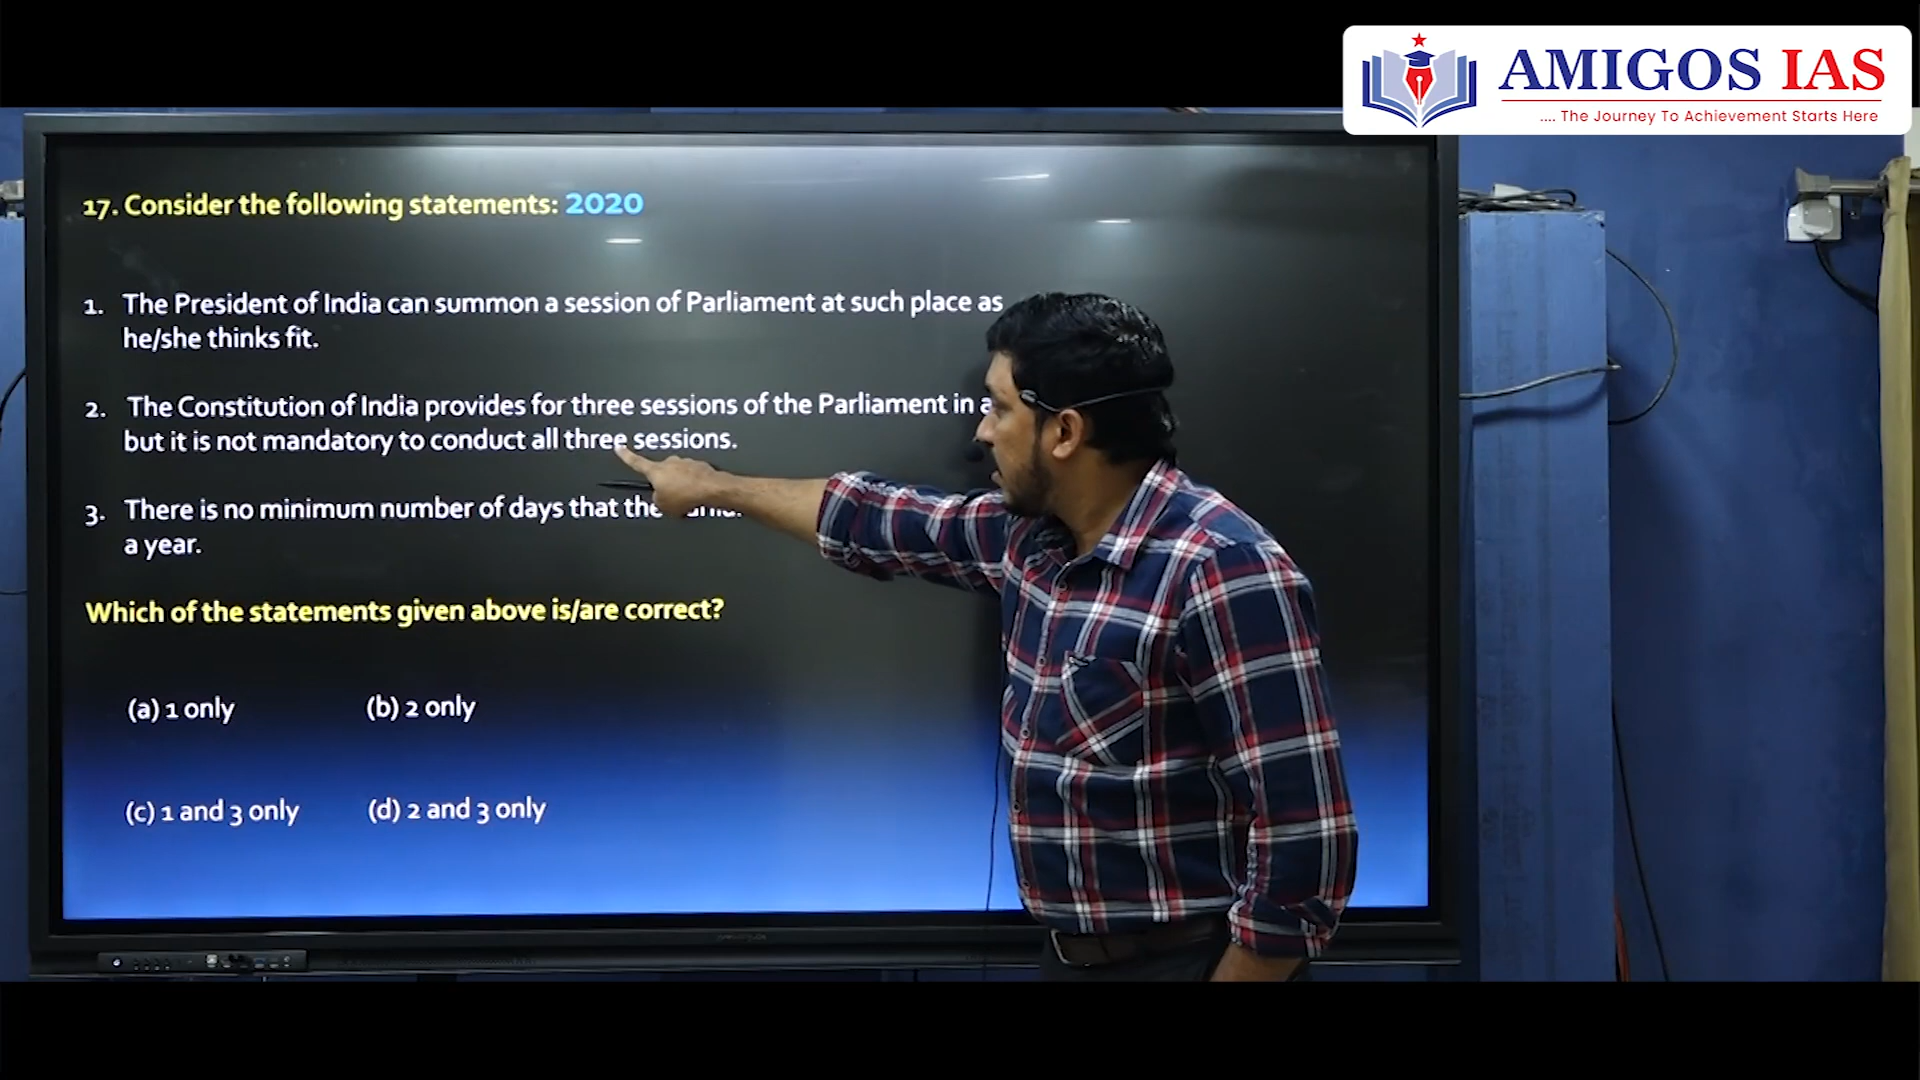 AMIGOS IAS
.... The Journey To Achievement Starts Here
17. Consider the following statements: 2020
1. The President of India can summon a session of Parliament at such place as
he/she thinks fit.
2. The Constitution of India provides for three sessions of the Parliament in a
but it is not mandatory to conduct all three sessions.
3. There is no minimum number of days that the
a year.
Which of the statements given above is/are correct?
(a) 1 only (b) 2 only
(c) 1 and 3 only (d) 2 and 3 only